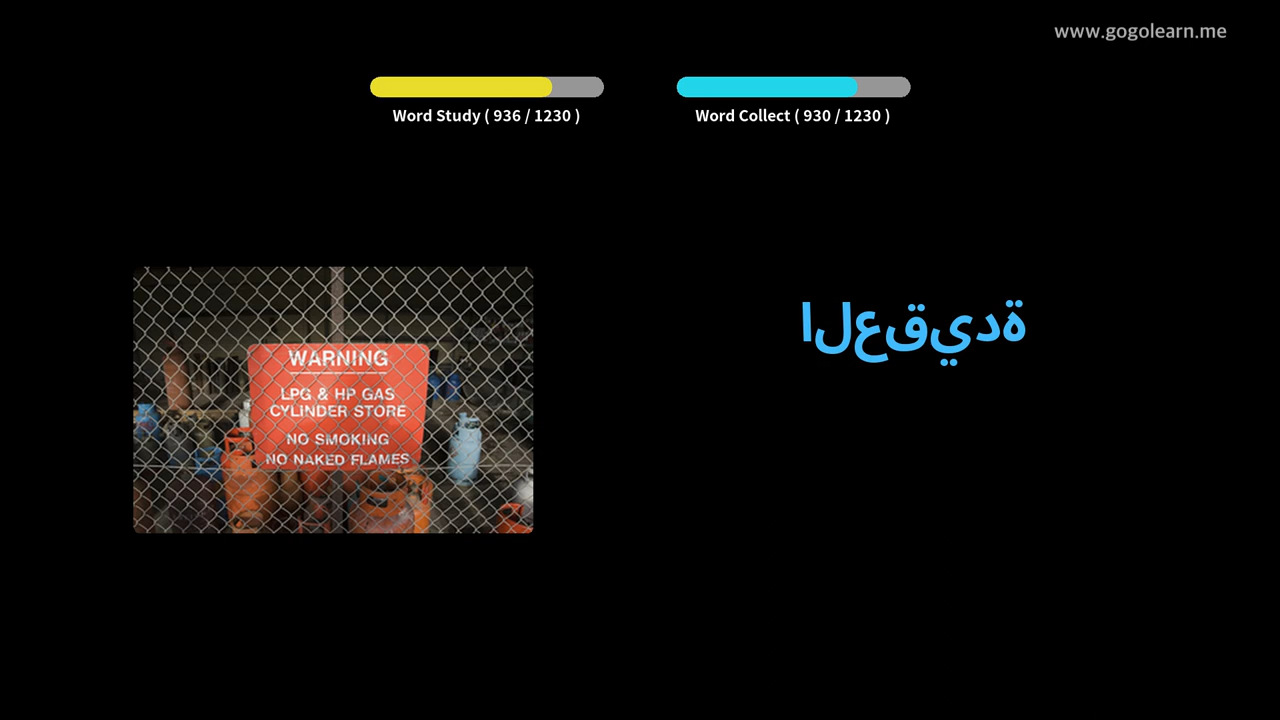 www.gogolearn.me
Word Study ( 936 / 1230 )
Word Collect ( 930 / 1230 )
WARNING
LPG & HP GAS
CYLINDER STORE
NO SMOKING
NO NAKED FLAMES
العقيدة